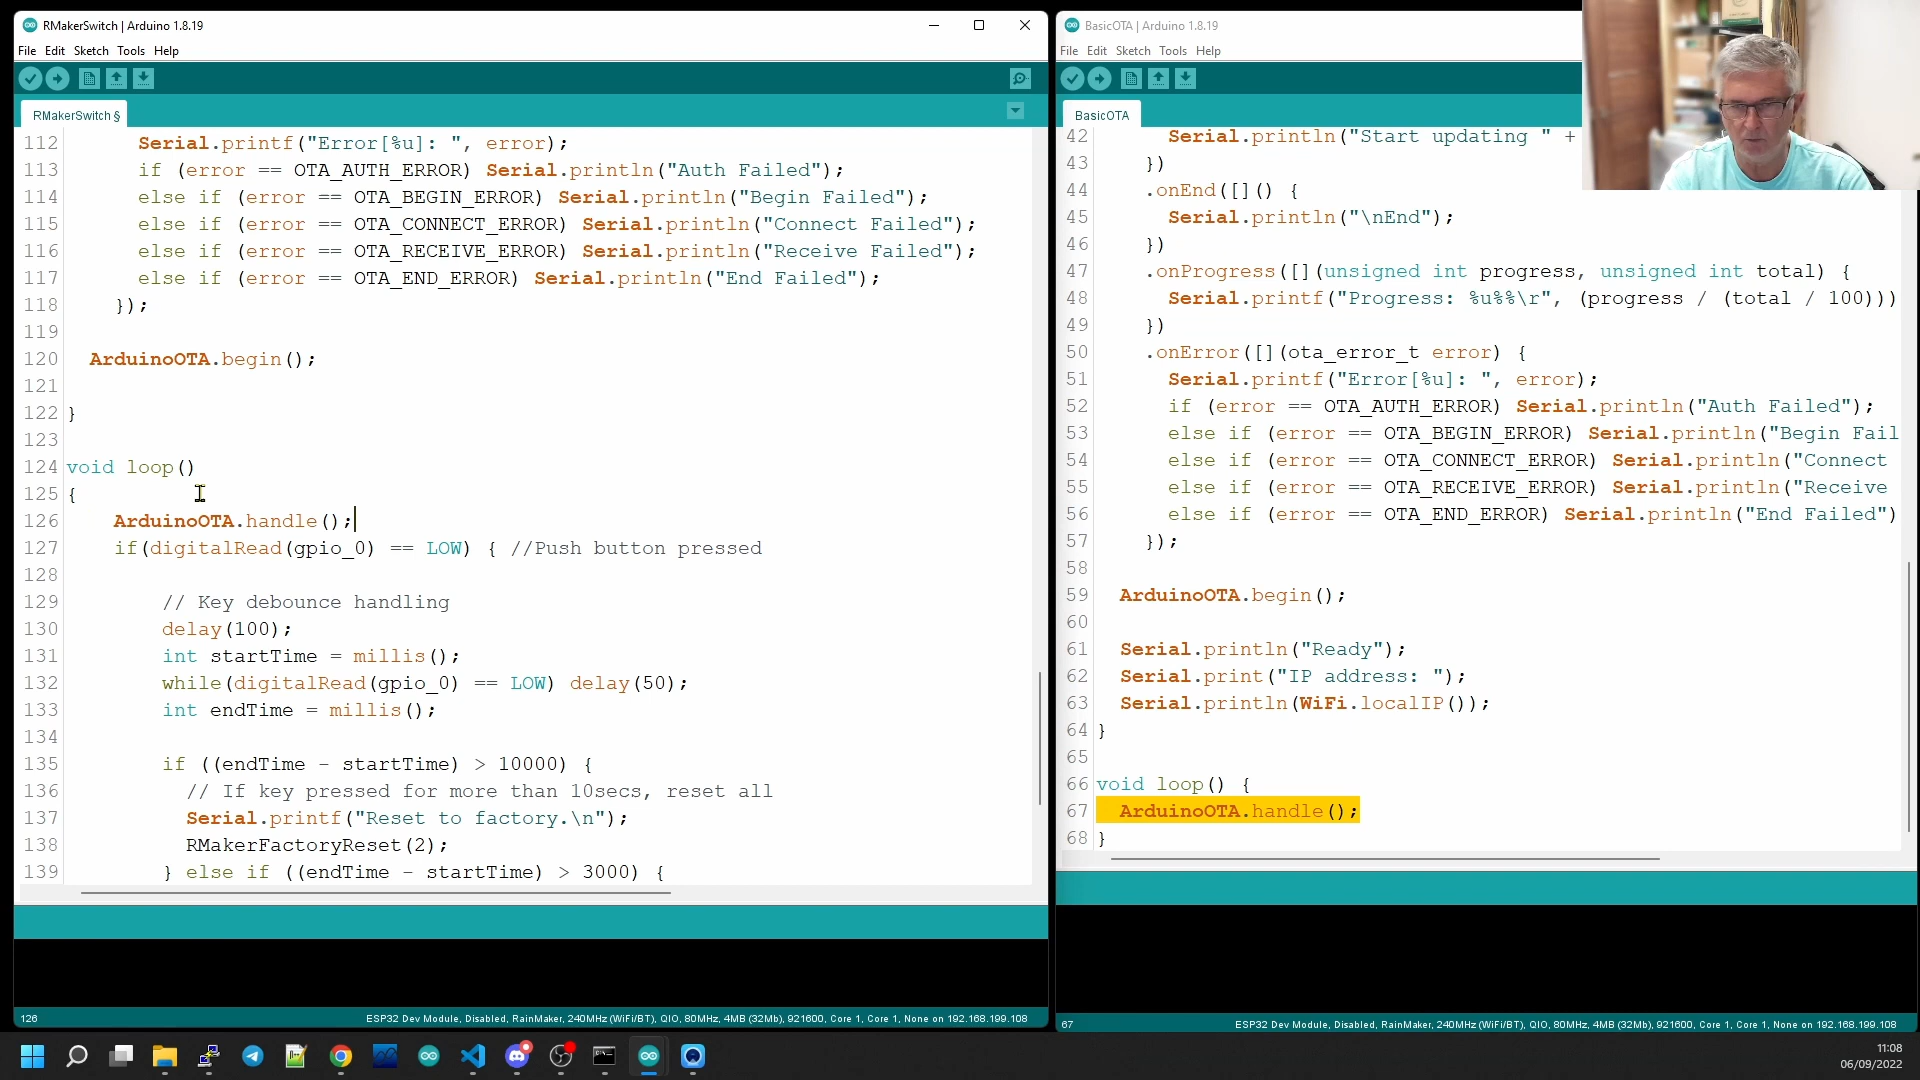 RMakerSwitch | Arduino 1.8.19
File Edit Sketch Tools Help
RMakerSwitch §
112 Serial.printf("Error[%u]: ", error);
113 if (error == OTA_AUTH_ERROR) Serial.println("Auth Failed");
114 else if (error == OTA_BEGIN_ERROR) Serial.println("Begin Failed");
115 else if (error == OTA_CONNECT_ERROR) Serial.println("Connect Failed");
116 else if (error == OTA_RECEIVE_ERROR) Serial.println("Receive Failed");
117 else if (error == OTA_END_ERROR) Serial.println("End Failed");
118 });
119
120 ArduinoOTA.begin();
121
122 }
123
124 void loop()
125 {
126 ArduinoOTA.handle();
127 if(digitalRead(gpio_0) == LOW) { //Push button pressed
128
129 // Key debounce handling
130 delay(100);
131 int startTime = millis();
132 while(digitalRead(gpio_0) == LOW) delay(50);
133 int endTime = millis();
134
135 if ((endTime - startTime) > 10000) {
136 // If key pressed for more than 10secs, reset all
137 Serial.printf("Reset to factory.\n");
138 RMakerFactoryReset(2);
139 } else if ((endTime - startTime) > 3000) {
126 ESP32 Dev Module, Disabled, RainMaker, 240MHz (WiFi/BT), QIO, 80MHz, 4MB (32Mb), 921600, Core 1, Core 1, None on 192.168.199.108
BasicOTA | Arduino 1.8.19
File Edit Sketch Tools Help
BasicOTA
42 Serial.println("Start updating " +
43 })
44 .onEnd([]() {
45 Serial.println("\nEnd");
46 })
47 .onProgress([](unsigned int progress, unsigned int total) {
48 Serial.printf("Progress: %u%%\r", (progress / (total / 100)))
49 })
50 .onError([](ota_error_t error) {
51 Serial.printf("Error[%u]: ", error);
52 if (error == OTA_AUTH_ERROR) Serial.println("Auth Failed");
53 else if (error == OTA_BEGIN_ERROR) Serial.println("Begin Fail
54 else if (error == OTA_CONNECT_ERROR) Serial.println("Connect
55 else if (error == OTA_RECEIVE_ERROR) Serial.println("Receive
56 else if (error == OTA_END_ERROR) Serial.println("End Failed")
57 });
58
59 ArduinoOTA.begin();
60
61 Serial.println("Ready");
62 Serial.print("IP address: ");
63 Serial.println(WiFi.localIP());
64 }
65
66 void loop() {
67 ArduinoOTA.handle();
68 }
67 ESP32 Dev Module, Disabled, RainMaker, 240MHz (WiFi/BT), QIO, 80MHz, 4MB (32Mb), 921600, Core 1, Core 1, None on 192.168.199.108
11:08
06/09/2022